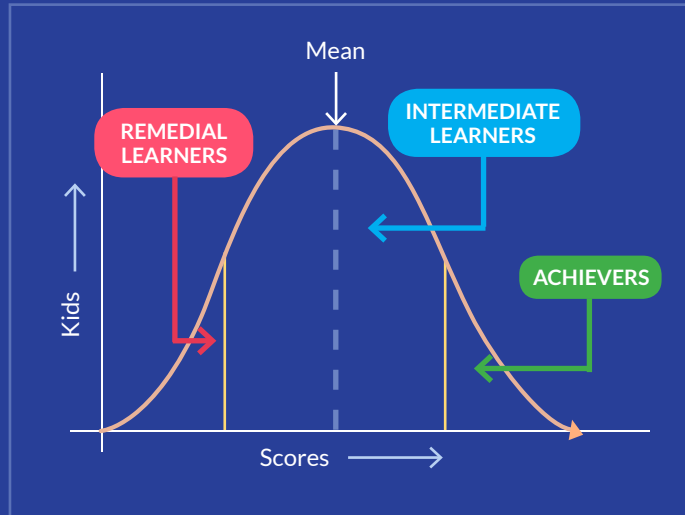 Mean
REMEDIAL
LEARNERS
INTERMEDIATE
LEARNERS
ACHIEVERS
Kids
Scores